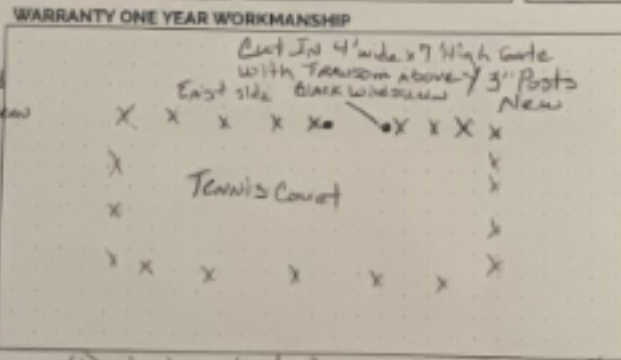 WARRANTY ONE YEAR WORKMANSHIP
Cut In 4' wide x 7 High Gate
with Transom Above
3" Posts
East side Black Windscreen
New
X X X X X X X X X
X X
Tennis Court X
X X
X X X X X X X